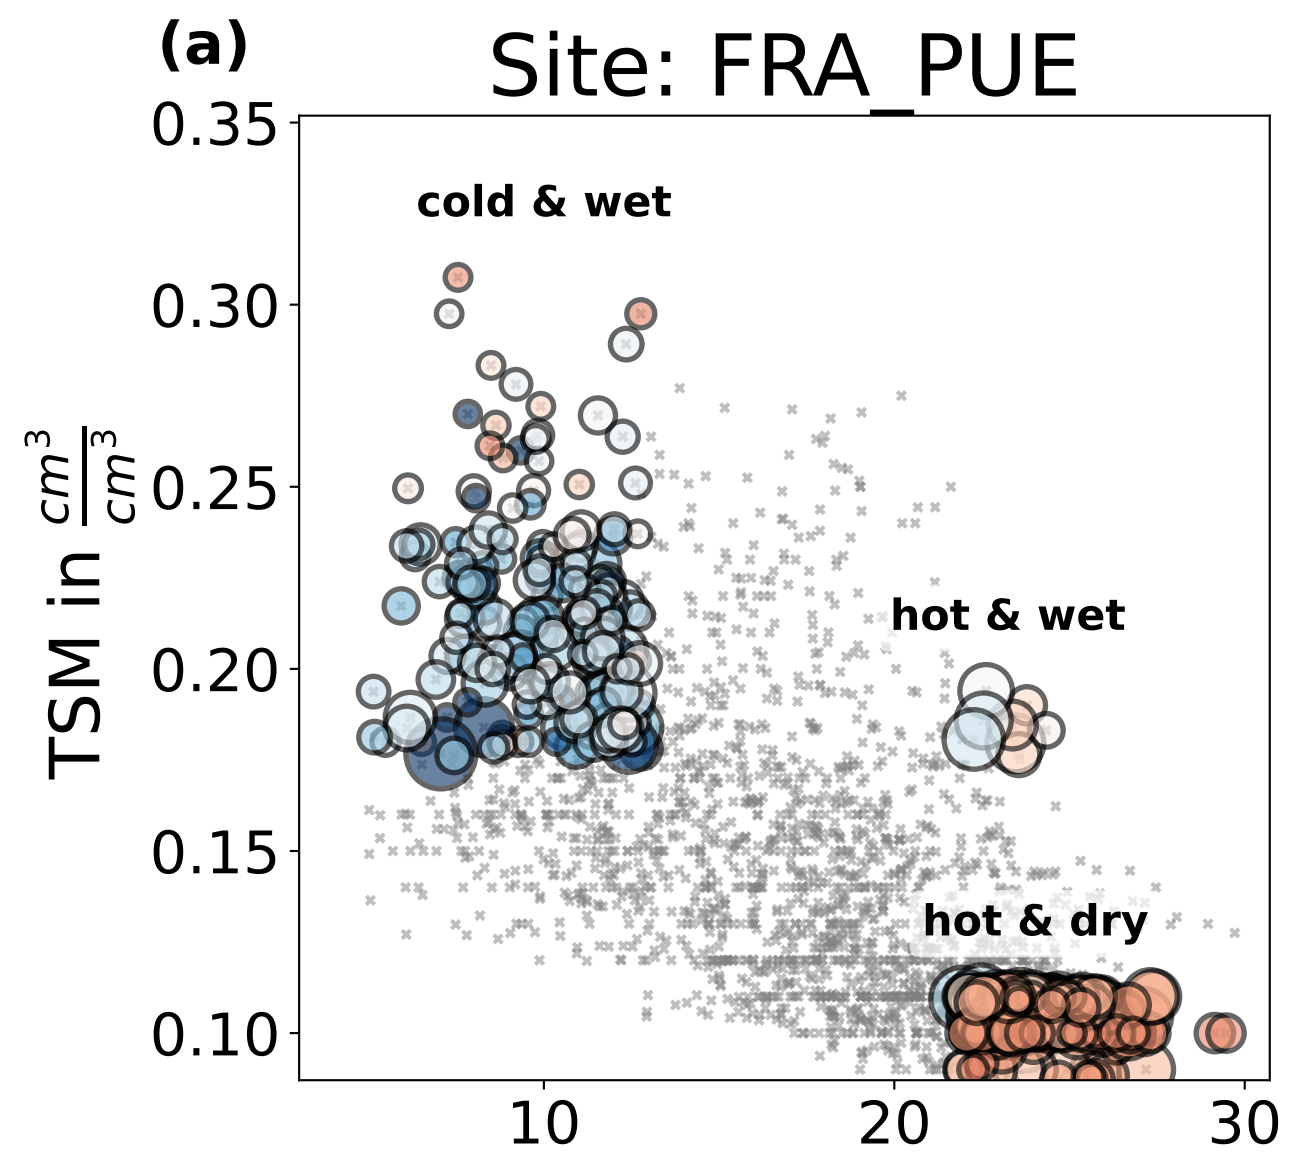 (a)
Site: FRA_PUE
0.35
cold & wet
0.30
0.25
TSM in cm³/cm³
0.20
hot & wet
0.15
hot & dry
0.10
10 20 30